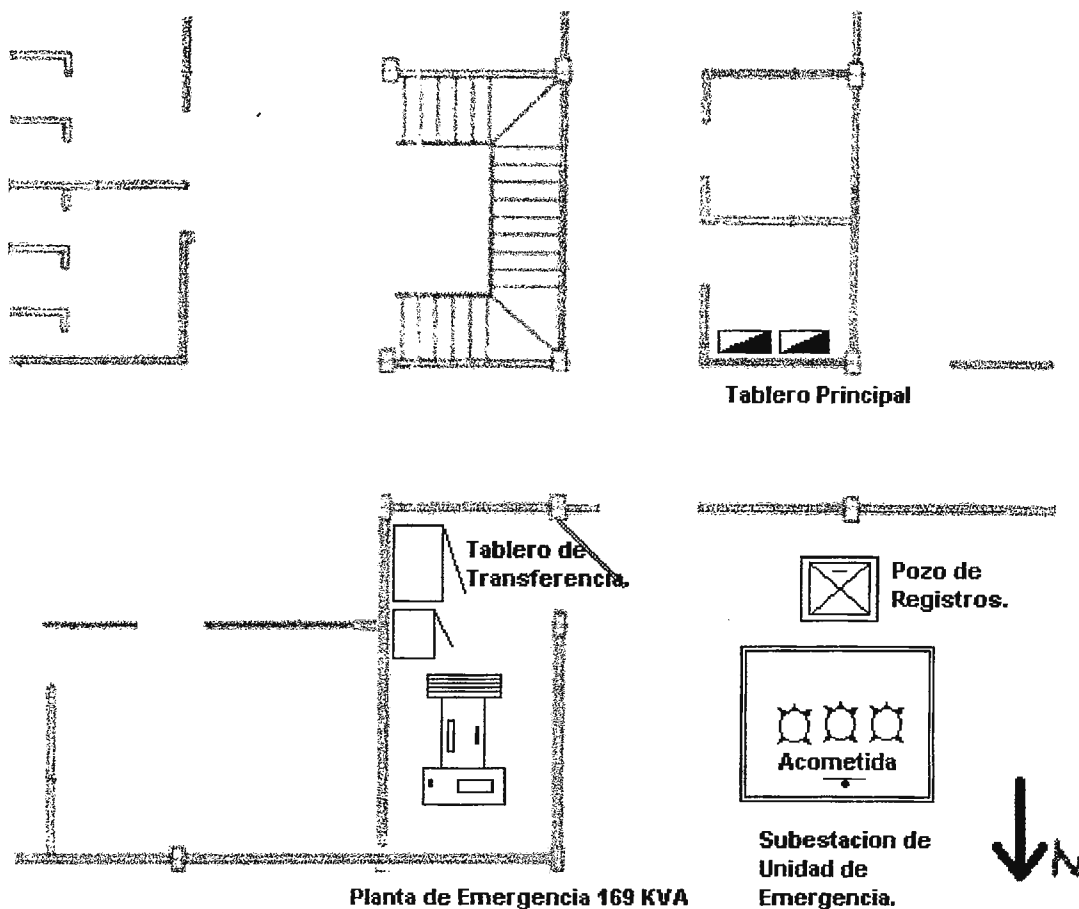 Tablero Principal
Tablero de
Transferencia.
Pozo de
Registros.
Acometida
Subestacion de
Unidad de
Emergencia.
N
Planta de Emergencia 169 KVA